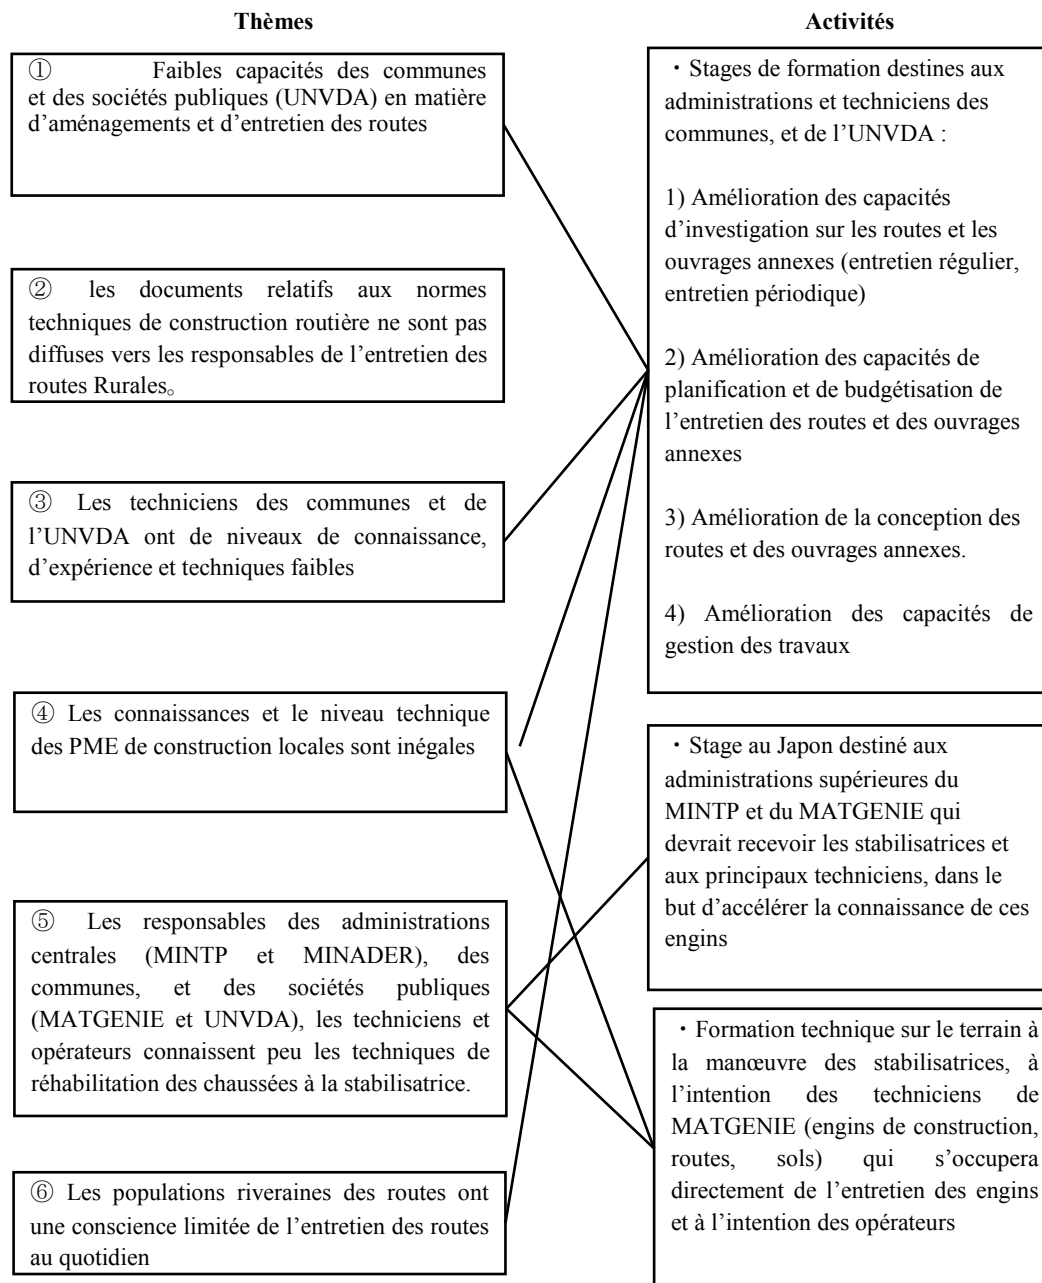 Thèmes
① Faibles capacités des communes
et des sociétés publiques (UNVDA) en matière
d’aménagements et d’entretien des routes
② les documents relatifs aux normes
techniques de construction routière ne sont pas
diffuses vers les responsables de l’entretien des
routes Rurales。
③ Les techniciens des communes et de
l’UNVDA ont de niveaux de connaissance,
d’expérience et techniques faibles
④ Les connaissances et le niveau technique
des PME de construction locales sont inégales
⑤ Les responsables des administrations
centrales (MINTP et MINADER), des
communes, et des sociétés publiques
(MATGENIE et UNVDA), les techniciens et
opérateurs connaissent peu les techniques de
réhabilitation des chaussées à la stabilisatrice.
⑥ Les populations riveraines des routes ont
une conscience limitée de l’entretien des routes
au quotidien
Activités
・Stages de formation destines aux
administrations et techniciens des
communes, et de l’UNVDA :
1) Amélioration des capacités
d’investigation sur les routes et les
ouvrages annexes (entretien régulier,
entretien périodique)
2) Amélioration des capacités de
planification et de budgétisation de
l’entretien des routes et des ouvrages
annexes
3) Amélioration de la conception des
routes et des ouvrages annexes.
4) Amélioration des capacités de
gestion des travaux
・Stage au Japon destiné aux
administrations supérieures du
MINTP et du MATGENIE qui
devrait recevoir les stabilisatrices et
aux principaux techniciens, dans le
but d’accélérer la connaissance de ces
engins
・Formation technique sur le terrain à
la manœuvre des stabilisatrices, à
l’intention des techniciens de
MATGENIE (engins de construction,
routes, sols) qui s’occupera
directement de l’entretien des engins
et à l’intention des opérateurs